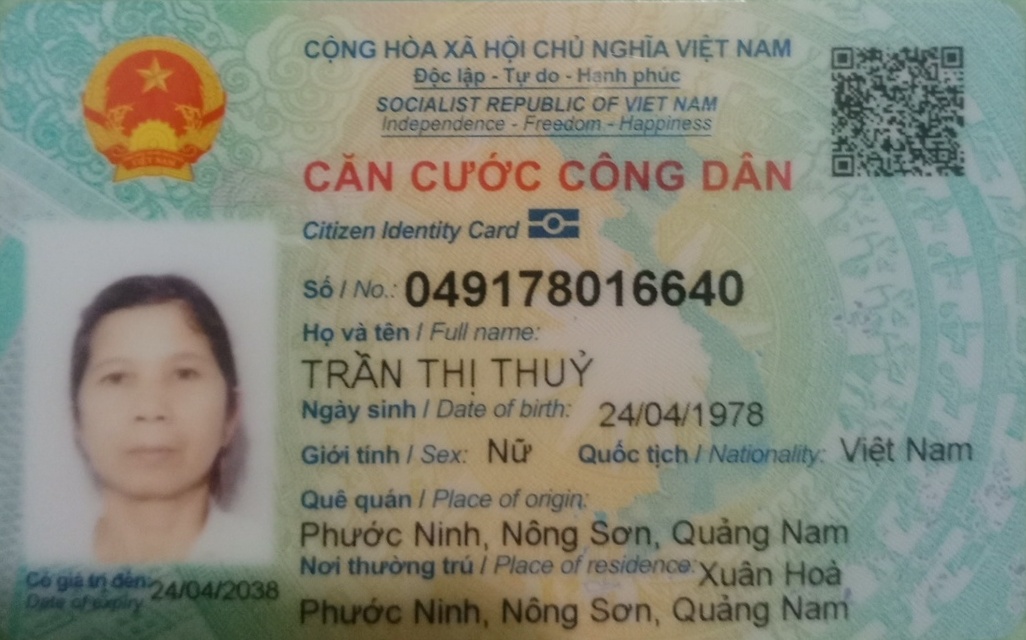 CỘNG HÒA XÃ HỘI CHỦ NGHĨA VIỆT NAM
Độc lập - Tự do - Hạnh phúc
SOCIALIST REPUBLIC OF VIET NAM
Independence - Freedom - Happiness
CĂN CƯỚC CÔNG DÂN
Citizen Identity Card
Số / No.: 049178016640
Họ và tên / Full name:
TRẦN THỊ THUỶ
Ngày sinh / Date of birth: 24/04/1978
Giới tính / Sex: Nữ Quốc tịch / Nationality: Việt Nam
Quê quán / Place of origin:
Phước Ninh, Nông Sơn, Quảng Nam
Nơi thường trú / Place of residence: Xuân Hoà
Phước Ninh, Nông Sơn, Quảng Nam
Có giá trị đến: 24/04/2038
Date of expiry